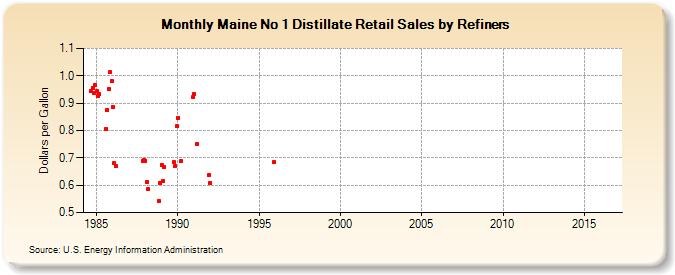 Monthly Maine No 1 Distillate Retail Sales by Refiners
Dollars per Gallon
1.1
1.0
0.9
0.8
0.7
0.6
0.5
1985 1990 1995 2000 2005 2010 2015
Source: U.S. Energy Information Administration